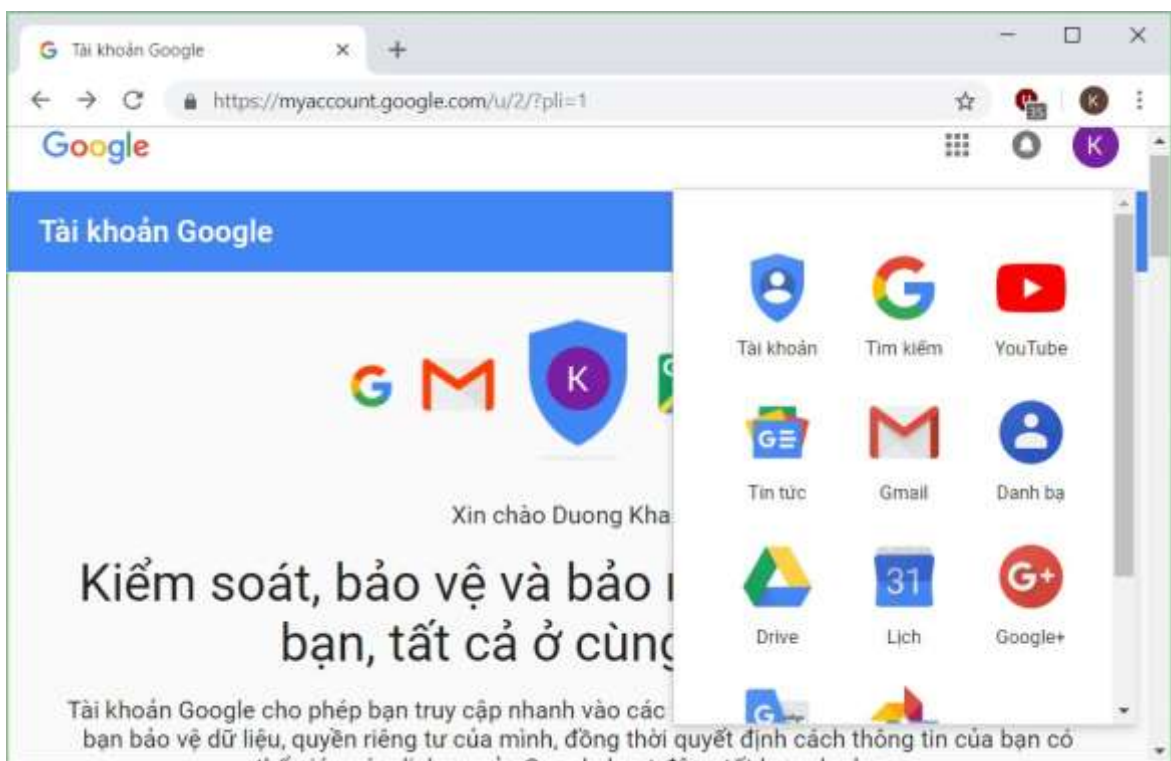 Tài khoản Google
https://myaccount.google.com/u/2/?pli=1
35
K
Google
K
Tài khoản Google
Tài khoản
Tìm kiếm
YouTube
K
Tin tức
Gmail
Danh bạ
Xin chào Duong Kha
Kiểm soát, bảo vệ và bảo
bạn, tất cả ở cùng
31
G+
Drive
Lịch
Google+
Tài khoản Google cho phép bạn truy cập nhanh vào các
bạn bảo vệ dữ liệu, quyền riêng tư của mình, đồng thời quyết định cách thông tin của bạn có